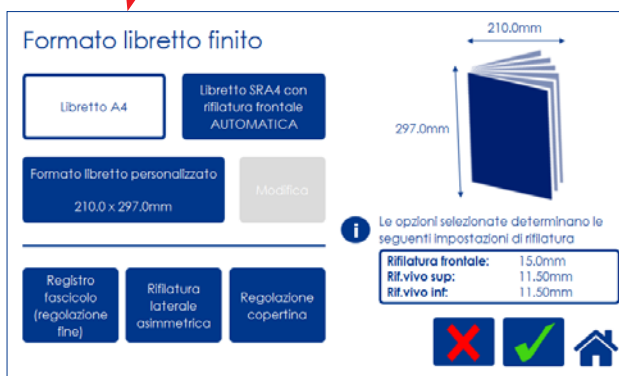 Formato libretto finito
Libretto A4
Libretto SRA4 con
rifilatura frontale
AUTOMATICA
Formato libretto personalizzato
210.0 x 297.0mm
Modifica
Registro
fascicolo
(regolazione
fine)
Rifilatura
laterale
asimmetrica
Regolazione
copertina
210.0mm
297.0mm
i
Le opzioni selezionate determinano le
seguenti impostazioni di rifilatura
Rifilatura frontale: 15.0mm
Rif.vivo sup: 11.50mm
Rif.vivo inf: 11.50mm